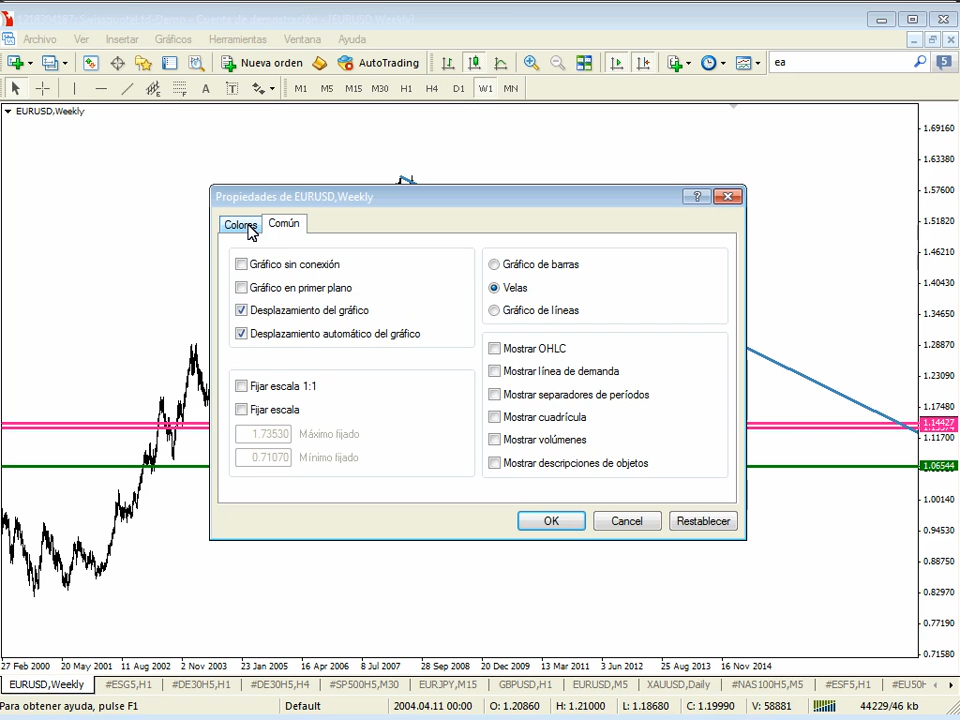 Archivo Ver Insertar Gráficos Herramientas Ventana Ayuda
Nueva orden AutoTrading ea 5
A T M1 M5 M15 M30 H1 H4 D1 W1 MN
EURUSD,Weekly
1.69160
1.63380
1.57600
1.51820
1.46210
1.40430
1.34650
1.28870
1.23090
1.17480
1.14427
1.11700
1.06544
1.00140
0.94530
0.88750
0.82970
0.77190
0.71580
Propiedades de EURUSD,Weekly
?
Colores Común
Gráfico sin conexión
Gráfico en primer plano
Desplazamiento del gráfico
Desplazamiento automático del gráfico
Fijar escala 1:1
Fijar escala
1.73530 Máximo fijado
0.71070 Mínimo fijado
Gráfico de barras
Velas
Gráfico de líneas
Mostrar OHLC
Mostrar línea de demanda
Mostrar separadores de períodos
Mostrar cuadrícula
Mostrar volúmenes
Mostrar descripciones de objetos
OK Cancel Restablecer
27 Feb 2000 20 May 2001 11 Aug 2002 2 Nov 2003 23 Jan 2005 16 Apr 2006 8 Jul 2007 28 Sep 2008 20 Dec 2009 13 Mar 2011 3 Jun 2012 25 Aug 2013 16 Nov 2014
EURUSD,Weekly #ESG5,H1 #DE30H5,H1 #DE30H5,H4 #SP500H5,M30 EURJPY,M15 GBPUSD,H1 EURUSD,M5 XAUUSD,Daily #NAS100H5,M5 #ESF5,H1 #EU50H
Para obtener ayuda, pulse F1 Default 2004.04.11 00:00 O: 1.20860 H: 1.21000 L: 1.18680 C: 1.19990 V: 58881 44229/46 kb